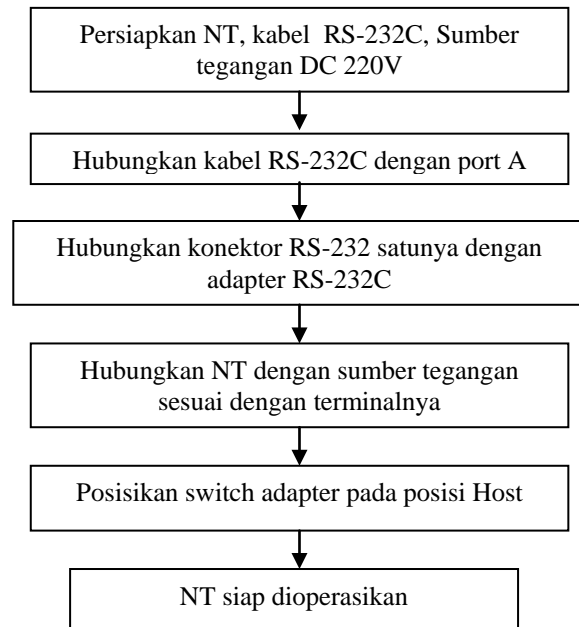 Persiapkan NT, kabel RS-232C, Sumber
tegangan DC 220V
Hubungkan kabel RS-232C dengan port A
Hubungkan konektor RS-232 satunya dengan
adapter RS-232C
Hubungkan NT dengan sumber tegangan
sesuai dengan terminalnya
Posisikan switch adapter pada posisi Host
NT siap dioperasikan